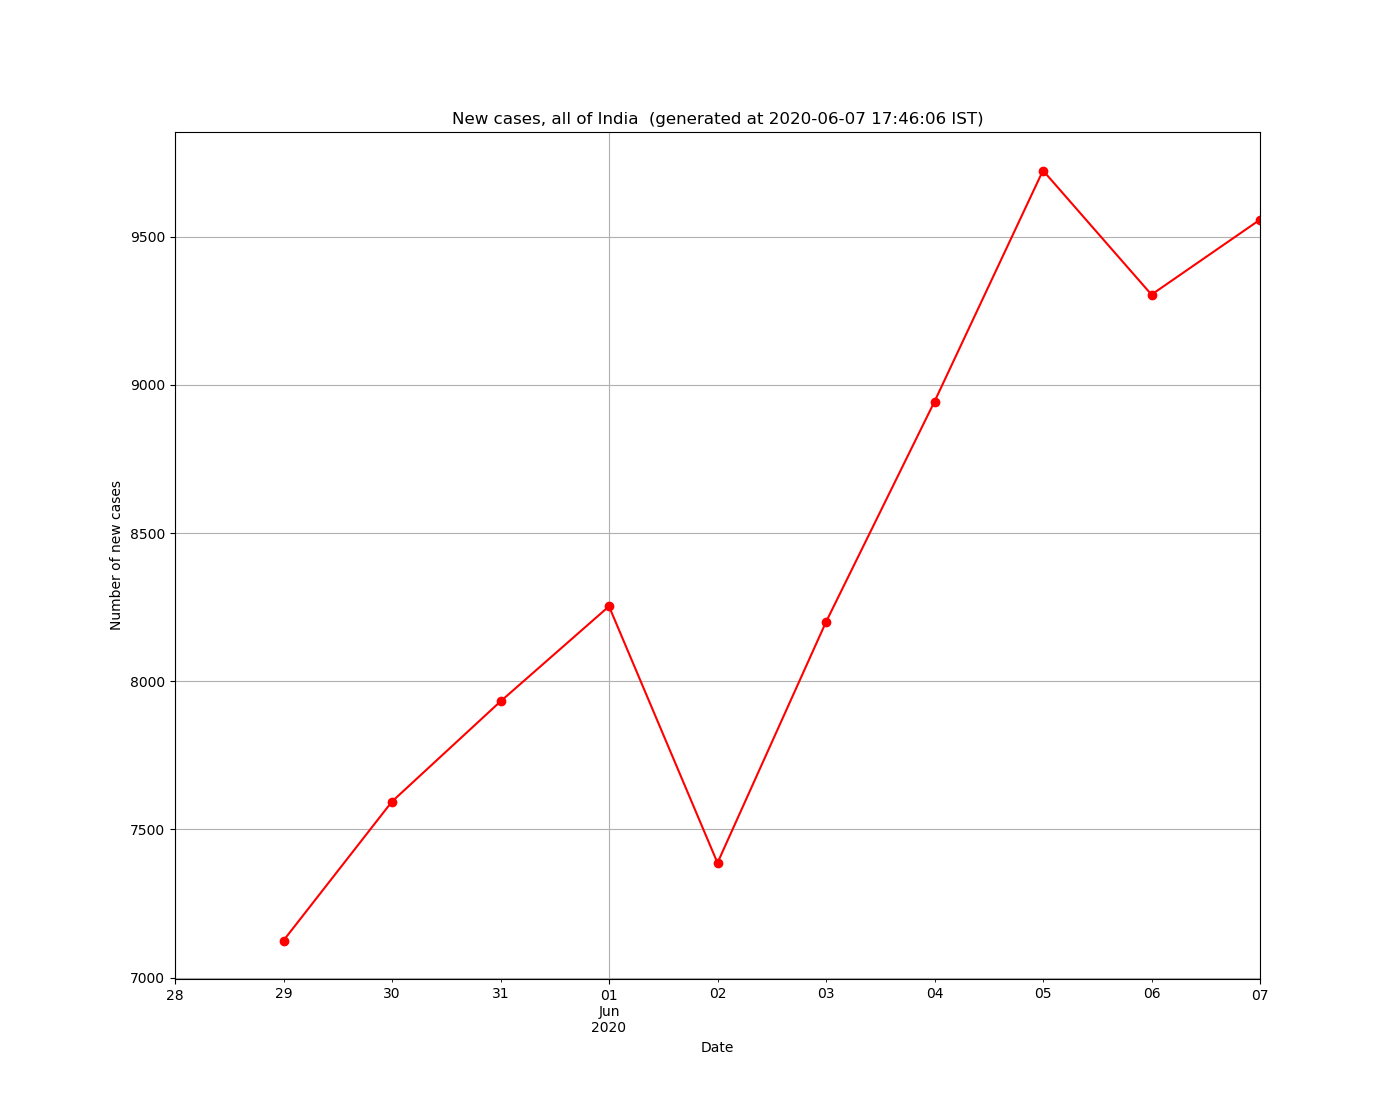 New cases, all of India  (generated at 2020-06-07 17:46:06 IST)
9500
9000
8500
8000
7500
7000
Number of new cases
28 29 30 31 01 02 03 04 05 06 07
Jun
2020
Date